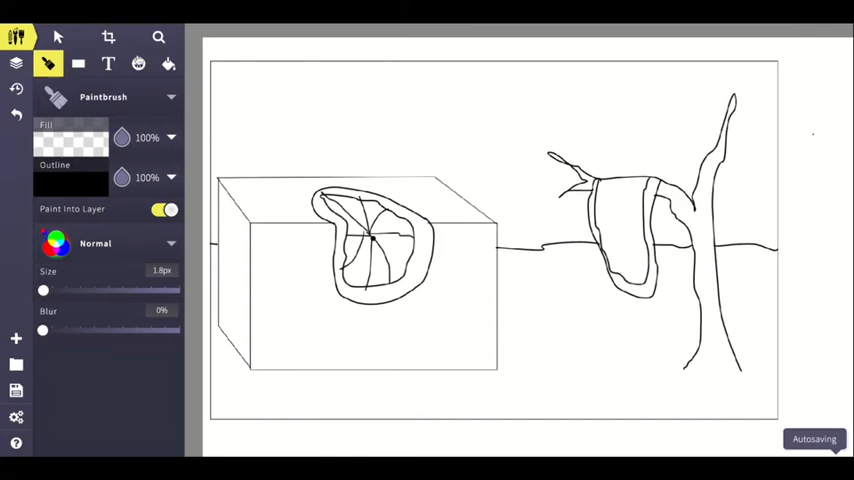 T
Paintbrush
Fill
100%
Outline
100%
Paint Into Layer
Normal
Size
1.8px
Blur
0%
?
Autosaving